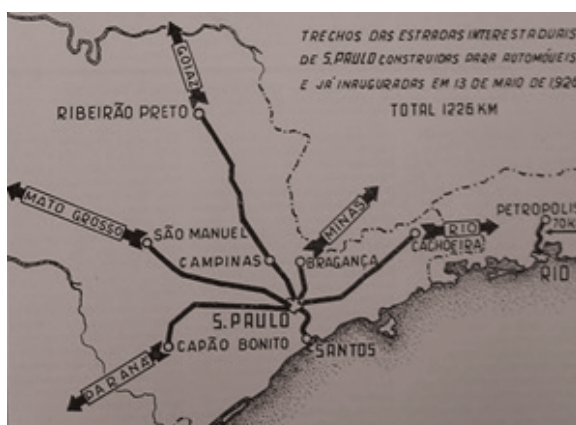 TRECHOS DAS ESTRADAS INTERESTADUAIS
DE S.PAULO CONSTRUIDAS PARA AUTOMÓVEIS
E JÁ INAUGURADAS EM 13 DE MAIO DE
TOTAL 1226 KM
GOIAZ
RIBEIRÃO PRETO
MATO GROSSO
SÃO MANUEL
CAMPINAS
MINAS
BRAGANÇA
RIO
CACHOEIRA
PETROPOLIS
RIO
S.PAULO
CAPÃO BONITO
SANTOS
PARANÁ